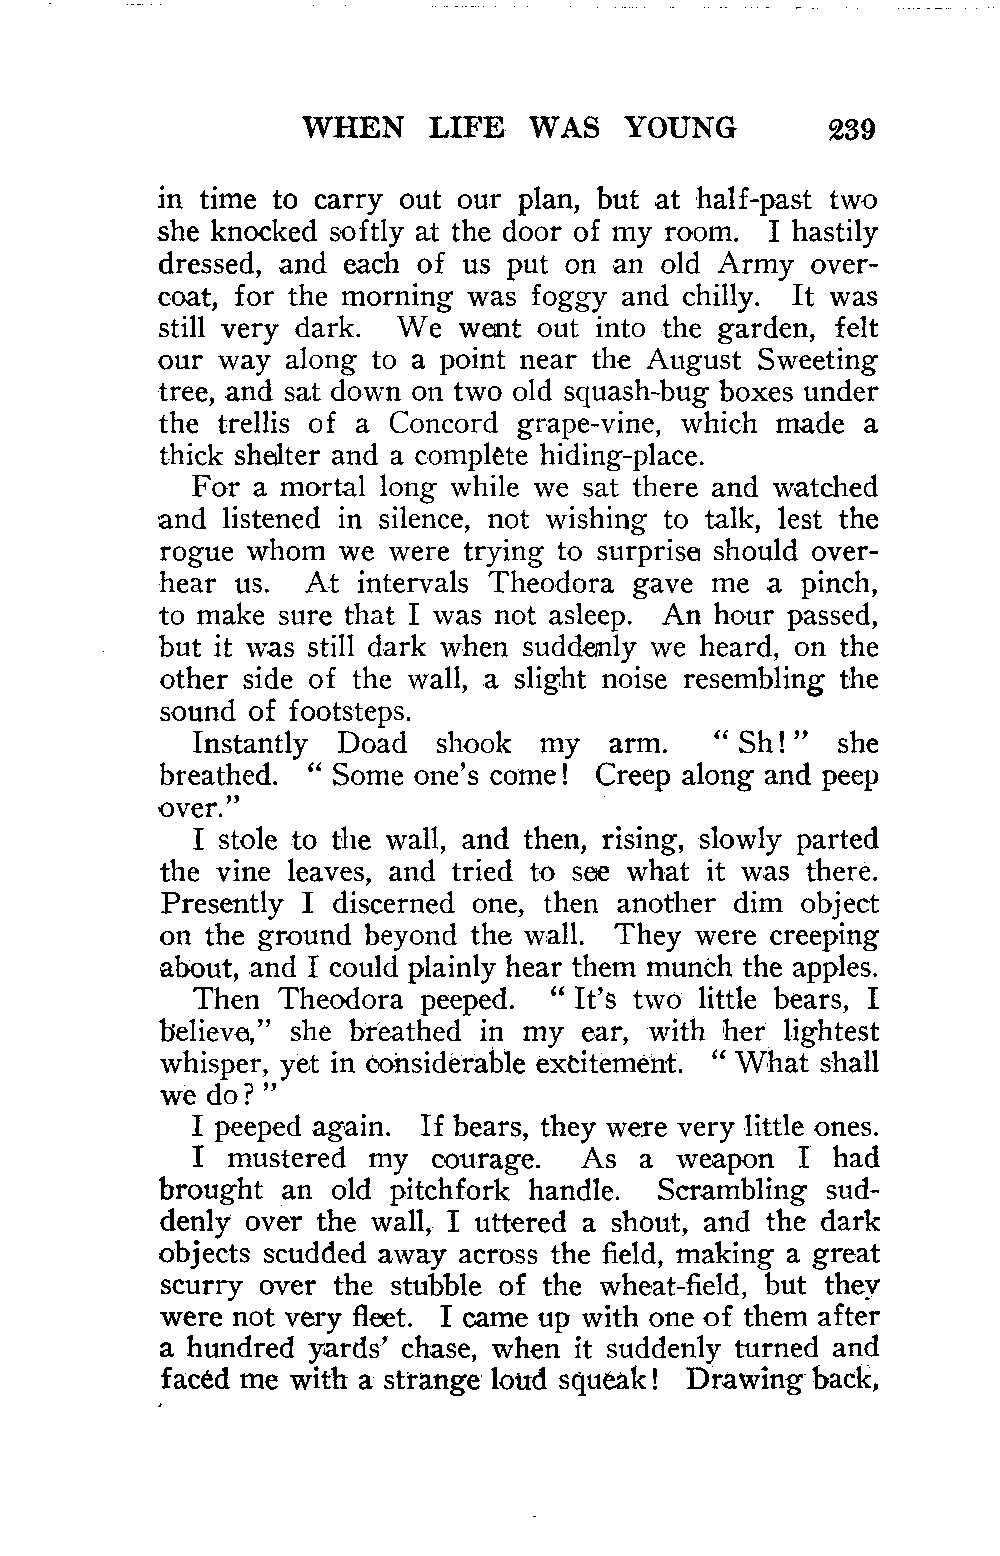 WHEN LIFE WAS YOUNG 239
in time to carry out our plan, but at half-past two
she knocked softly at the door of my room. I hastily
dressed, and each of us put on an old Army over-
coat, for the morning was foggy and chilly. It was
still very dark. We went out into the garden, felt
our way along to a point near the August Sweeting
tree, and sat down on two old squash-bug boxes under
the trellis of a Concord grape-vine, which made a
thick shelter and a complete hiding-place.
For a mortal long while we sat there and watched
and listened in silence, not wishing to talk, lest the
rogue whom we were trying to surprise should over-
hear us. At intervals Theodora gave me a pinch,
to make sure that I was not asleep. An hour passed,
but it was still dark when suddenly we heard, on the
other side of the wall, a slight noise resembling the
sound of footsteps.
Instantly Doad shook my arm. “ Sh! ” she
breathed. “ Some one’s come! Creep along and peep
over.”
I stole to the wall, and then, rising, slowly parted
the vine leaves, and tried to see what it was there.
Presently I discerned one, then another dim object
on the ground beyond the wall. They were creeping
about, and I could plainly hear them munch the apples.
Then Theodora peeped. “ It’s two little bears, I
believe,” she breathed in my ear, with her lightest
whisper, yet in considerable excitement. “ What shall
we do? ”
I peeped again. If bears, they were very little ones.
I mustered my courage. As a weapon I had
brought an old pitchfork handle. Scrambling sud-
denly over the wall, I uttered a shout, and the dark
objects scudded away across the field, making a great
scurry over the stubble of the wheat-field, but they
were not very fleet. I came up with one of them after
a hundred yards’ chase, when it suddenly turned and
faced me with a strange loud squeak! Drawing back,